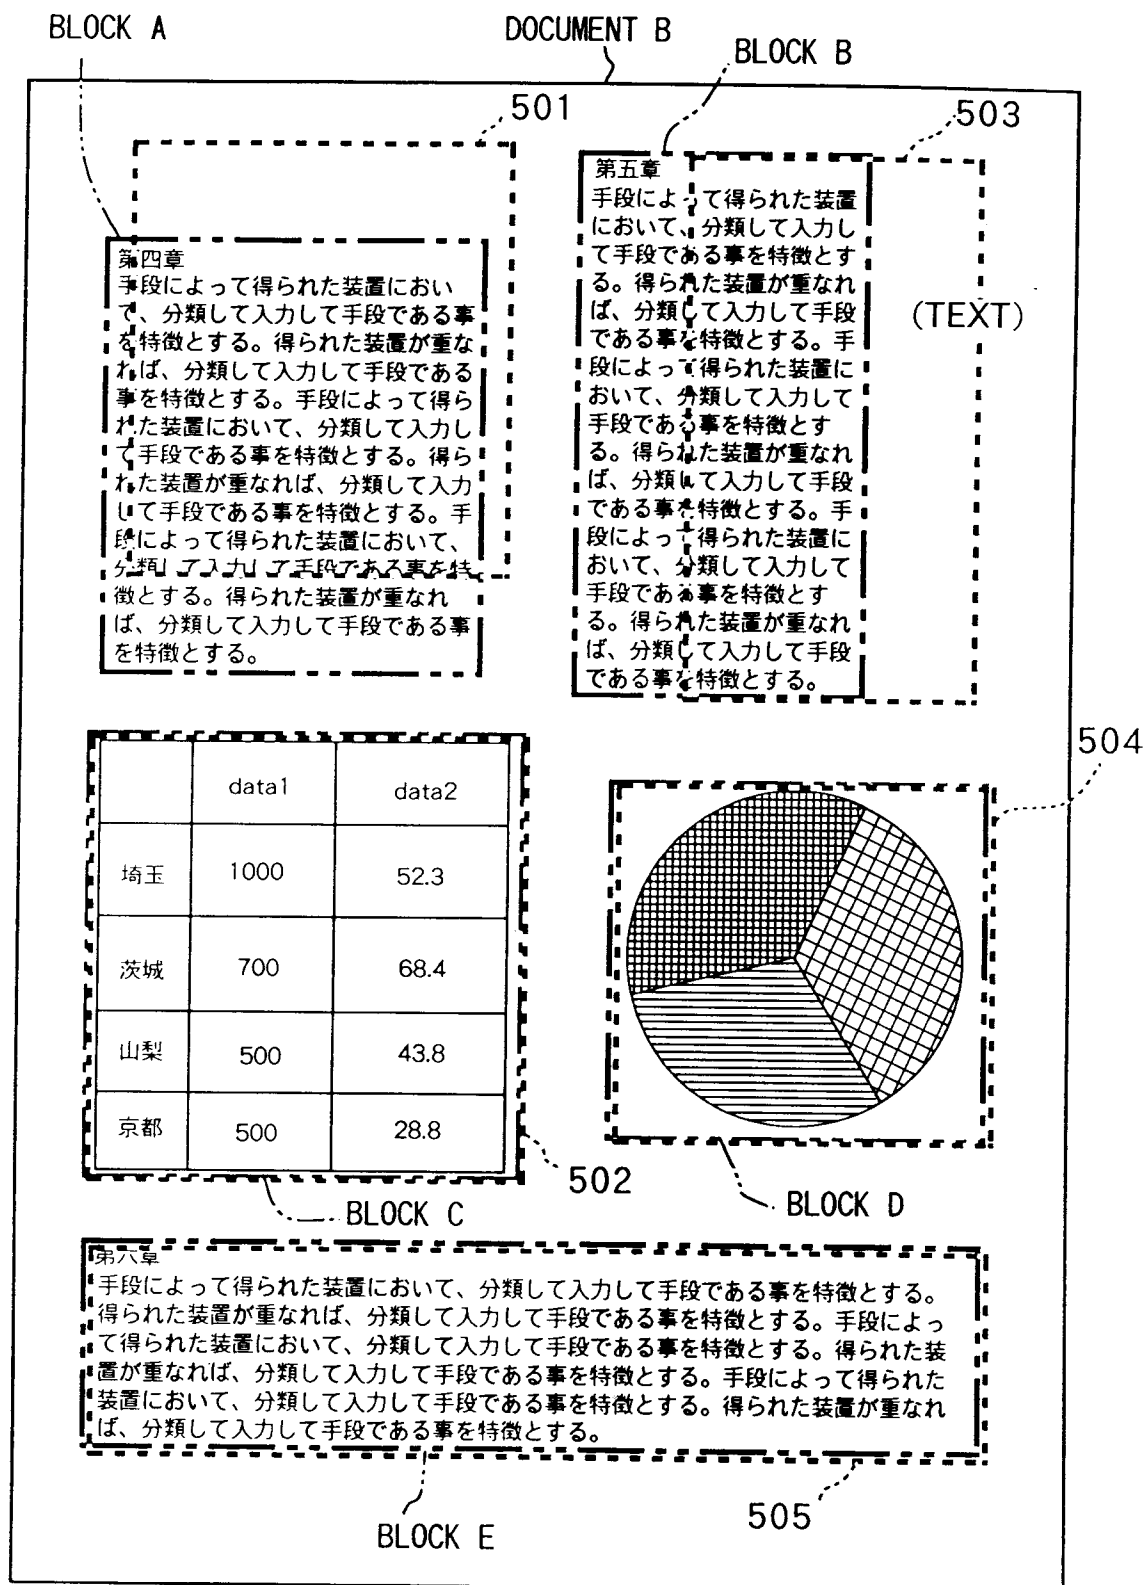 BLOCK A
DOCUMENT B
BLOCK B
501
503
第四章
手段によって得られた装置におい
て、分類して入力して手段である事
を特徴とする。得られた装置が重な
れば、分類して入力して手段である
事を特徴とする。手段によって得ら
れた装置において、分類して入力し
て手段である事を特徴とする。得ら
れた装置が重なれば、分類して入力
して手段である事を特徴とする。手
段によって得られた装置において、
分類して入力して手段である事を特
徴とする。得られた装置が重なれ
ば、分類して入力して手段である事
を特徴とする。
第五章
手段によって得られた装置
において、分類して入力し
て手段である事を特徴とす
る。得られた装置が重なれ
ば、分類して入力して手段
である事を特徴とする。手
段によって得られた装置に
おいて、分類して入力して
手段である事を特徴とす
る。得られた装置が重なれ
ば、分類して入力して手段
である事を特徴とする。手
段によって得られた装置に
おいて、分類して入力して
手段である事を特徴とす
る。得られた装置が重なれ
ば、分類して入力して手段
である事を特徴とする。
(TEXT)
504
data1 data2
埼玉 1000 52.3
茨城 700 68.4
山梨 500 43.8
京都 500 28.8
502
BLOCK C
BLOCK D
第六章
手段によって得られた装置において、分類して入力して手段である事を特徴とする。
得られた装置が重なれば、分類して入力して手段である事を特徴とする。手段によっ
て得られた装置において、分類して入力して手段である事を特徴とする。得られた装
置が重なれば、分類して入力して手段である事を特徴とする。手段によって得られた
装置において、分類して入力して手段である事を特徴とする。得られた装置が重なれ
ば、分類して入力して手段である事を特徴とする。
505
BLOCK E